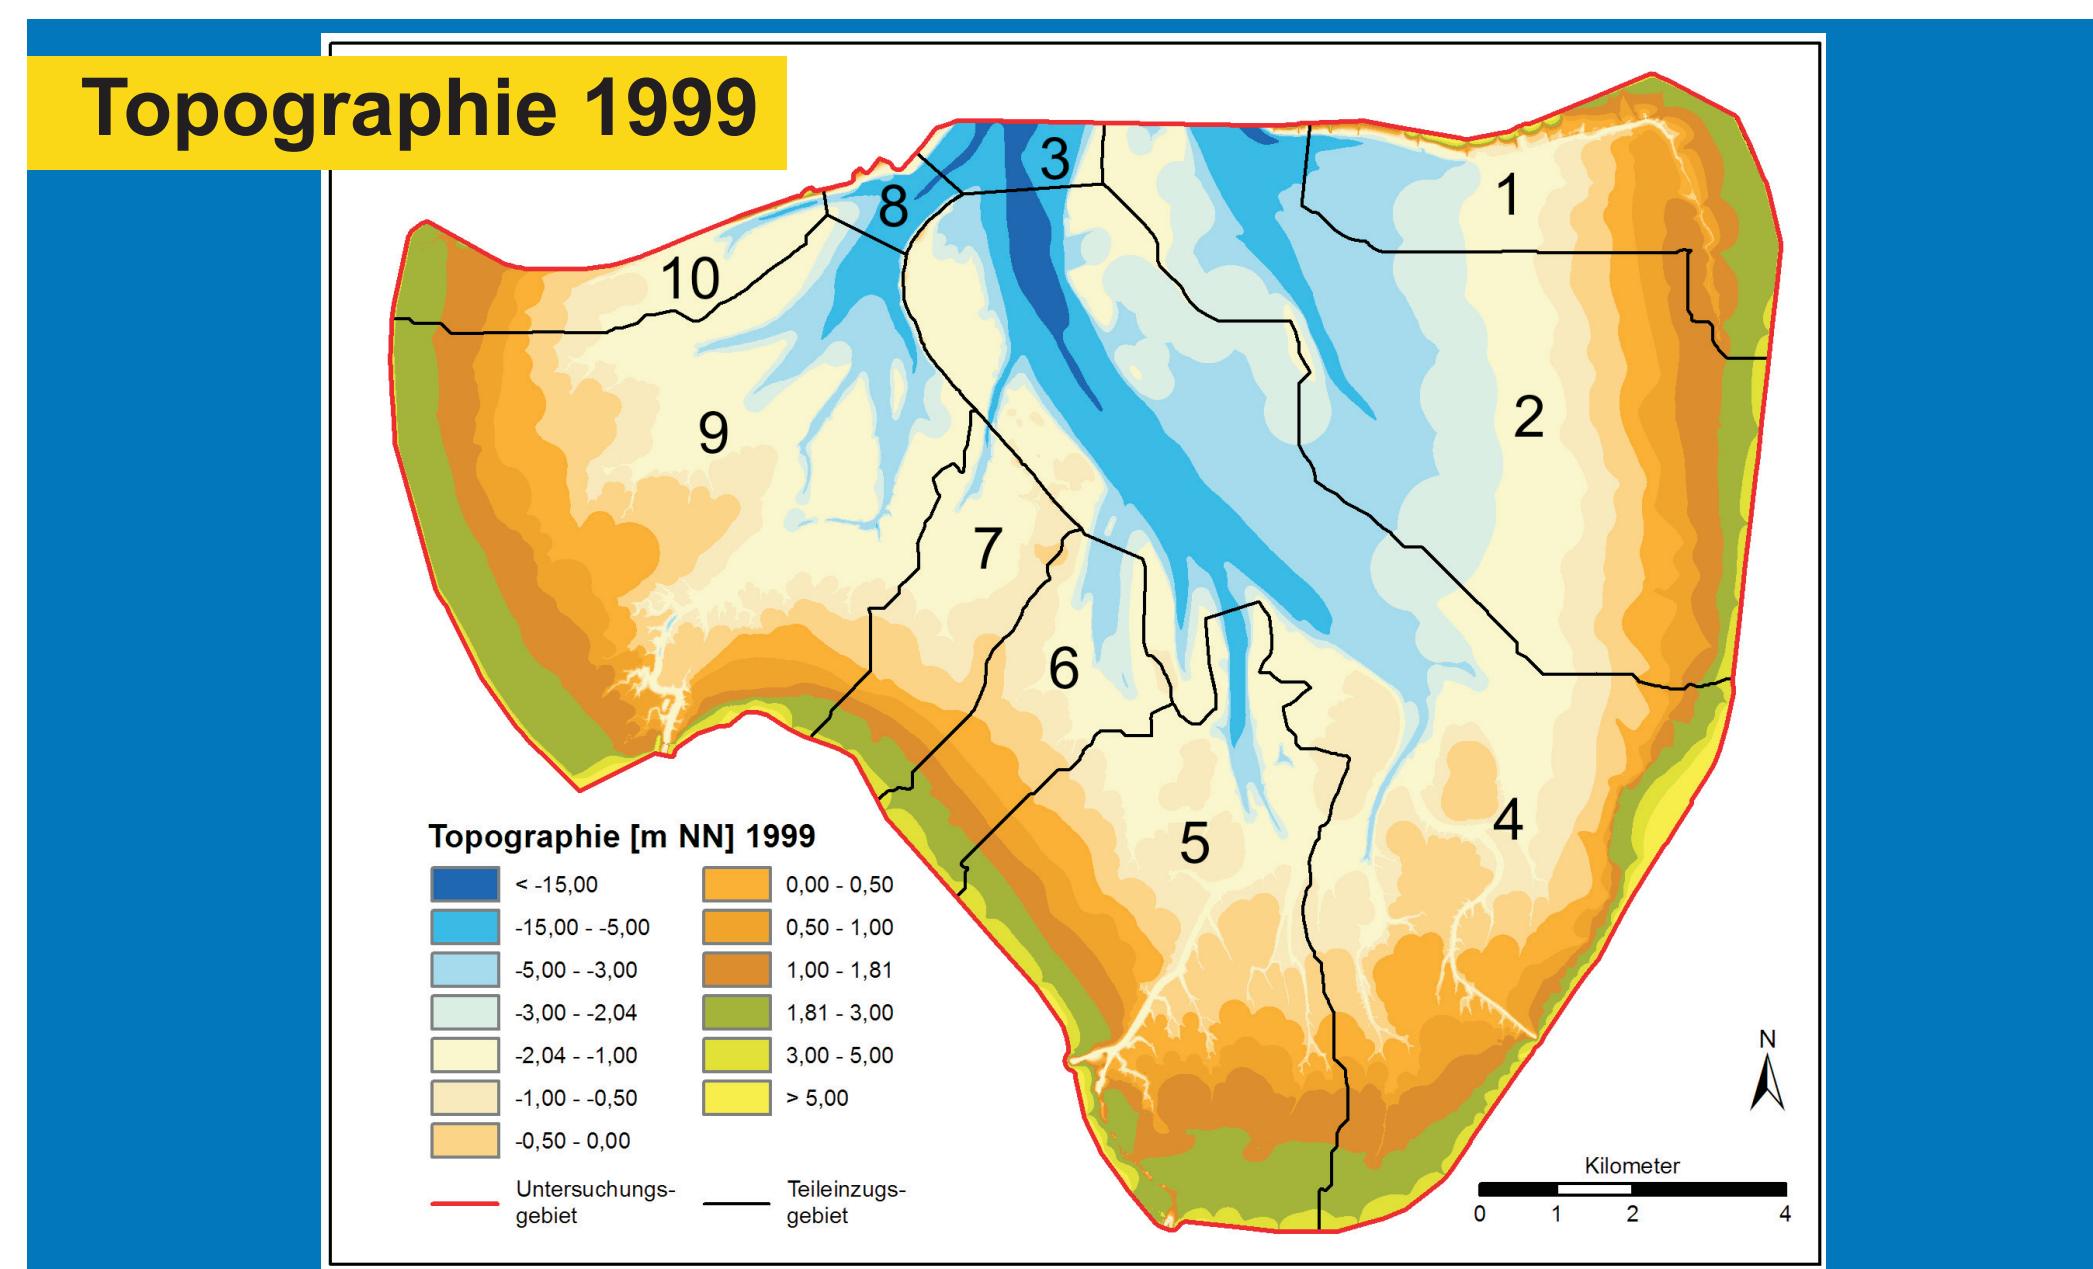 Topographie 1999
3
8
1
10
2
9
7
6
4
5
Topographie [m NN] 1999
< -15,00
-15,00 - -5,00
-5,00 - -3,00
-3,00 - -2,04
-2,04 - -1,00
-1,00 - -0,50
-0,50 - 0,00
0,00 - 0,50
0,50 - 1,00
1,00 - 1,81
1,81 - 3,00
3,00 - 5,00
> 5,00
Untersuchungs-
gebiet
Teileinzugs-
gebiet
N
Kilometer
0 1 2 4